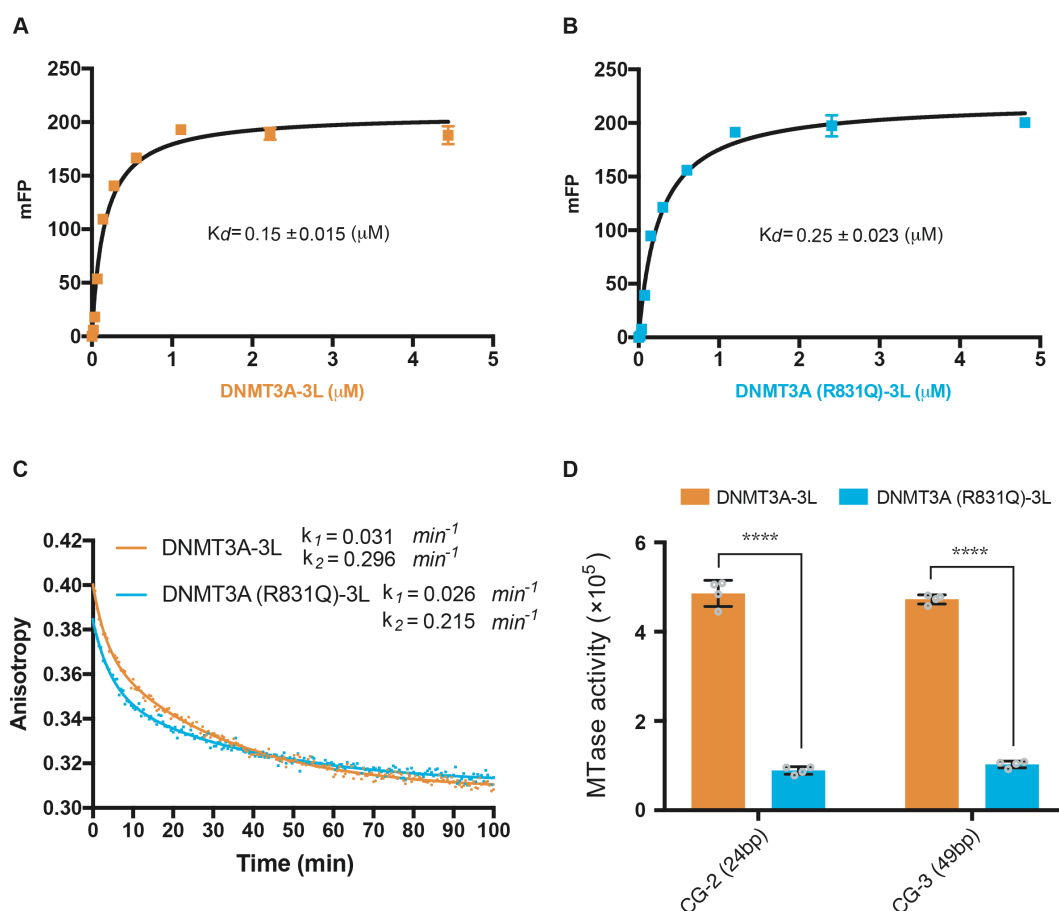 A
250
200
150
100
50
0
mFP
Kd= 0.15 ±0.015 (μM)
0 1 2 3 4 5
DNMT3A-3L (μM)
B
250
200
150
100
50
0
mFP
Kd= 0.25 ± 0.023 (μM)
0 1 2 3 4 5
DNMT3A (R831Q)-3L (μM)
C
0.42
0.40
0.38
0.36
0.34
0.32
0.30
Anisotropy
DNMT3A-3L
k1 = 0.031 min-1
k2 = 0.296 min-1
DNMT3A (R831Q)-3L
k1 = 0.026 min-1
k2 = 0.215 min-1
0 10 20 30 40 50 60 70 80 90 100
Time (min)
D
DNMT3A-3L
DNMT3A (R831Q)-3L
6
4
2
0
MTase activity (×10⁵)
****
****
CG-2 (24bp)
CG-3 (49bp)